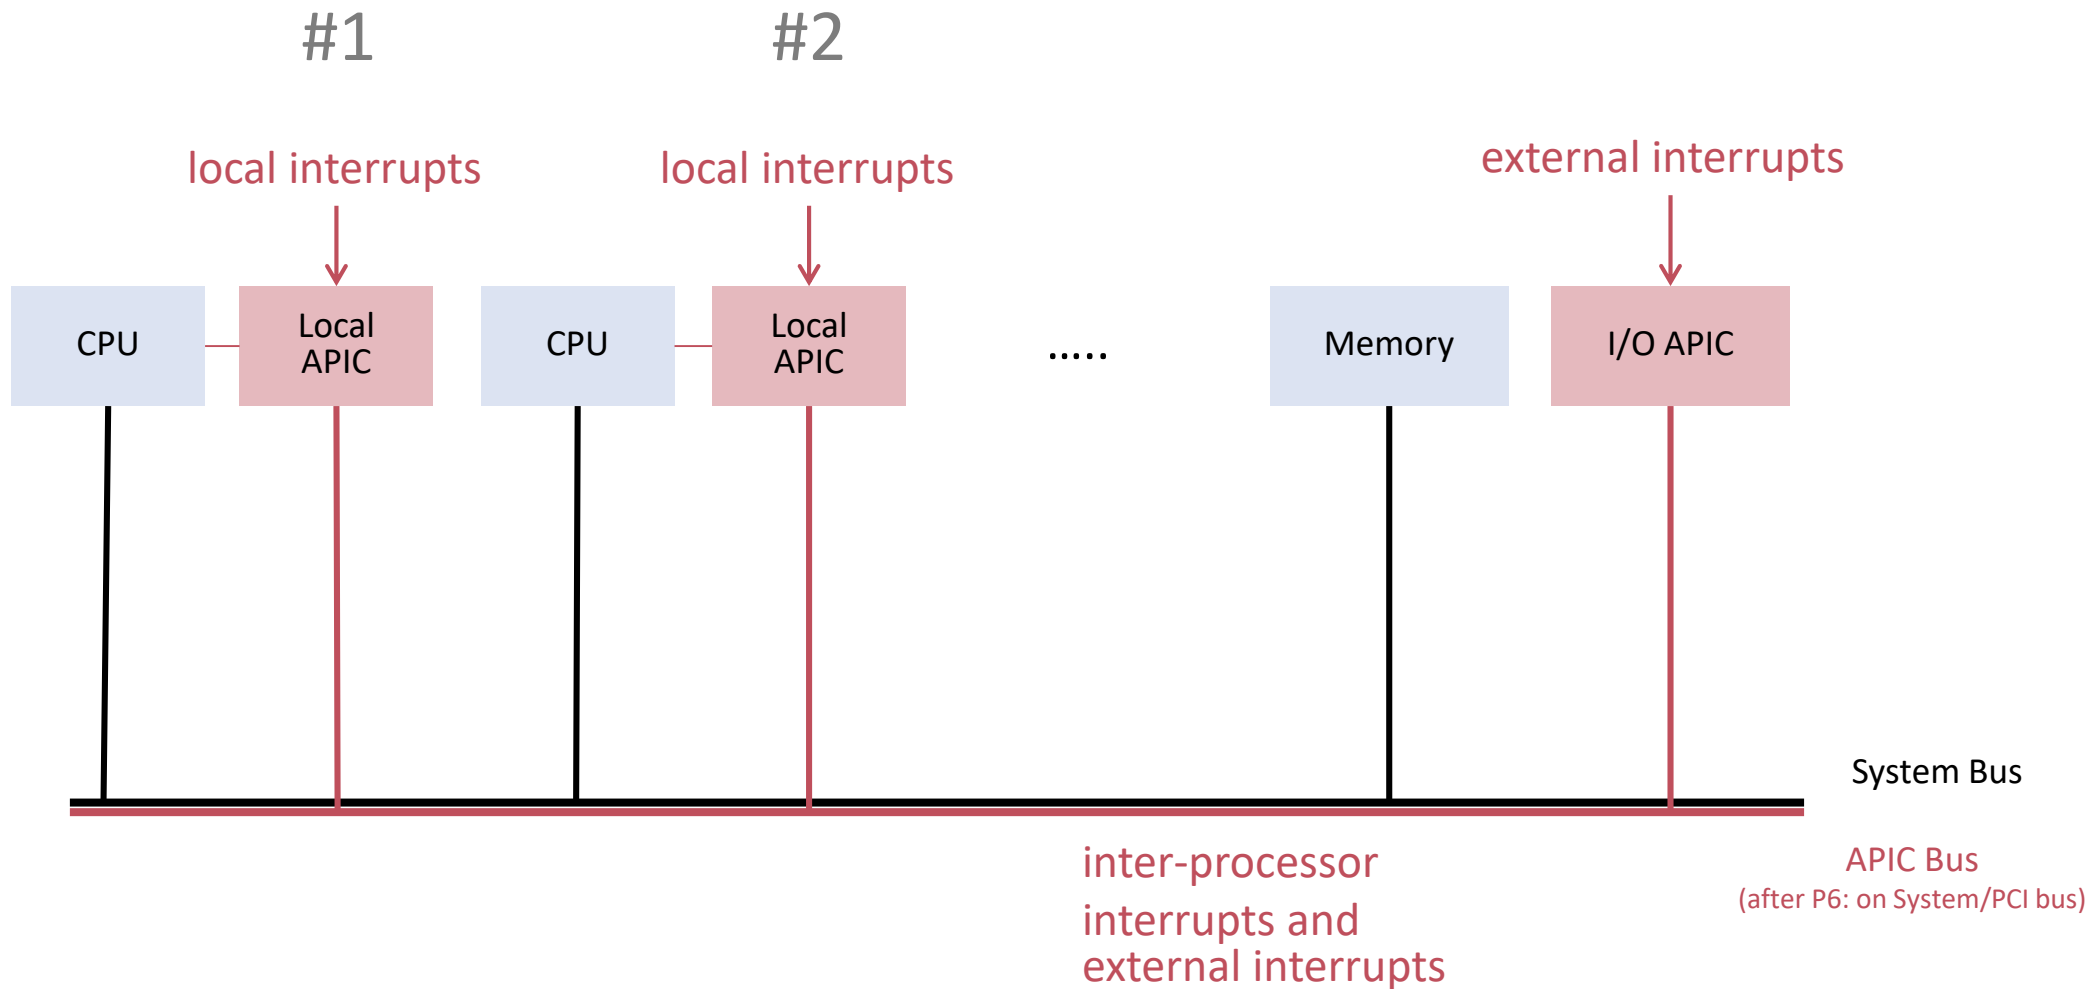 #1
#2
local interrupts
local interrupts
external interrupts
CPU
Local
APIC
CPU
Local
APIC
.....
Memory
I/O APIC
System Bus
inter-processor
interrupts and
external interrupts
APIC Bus
(after P6: on System/PCI bus)